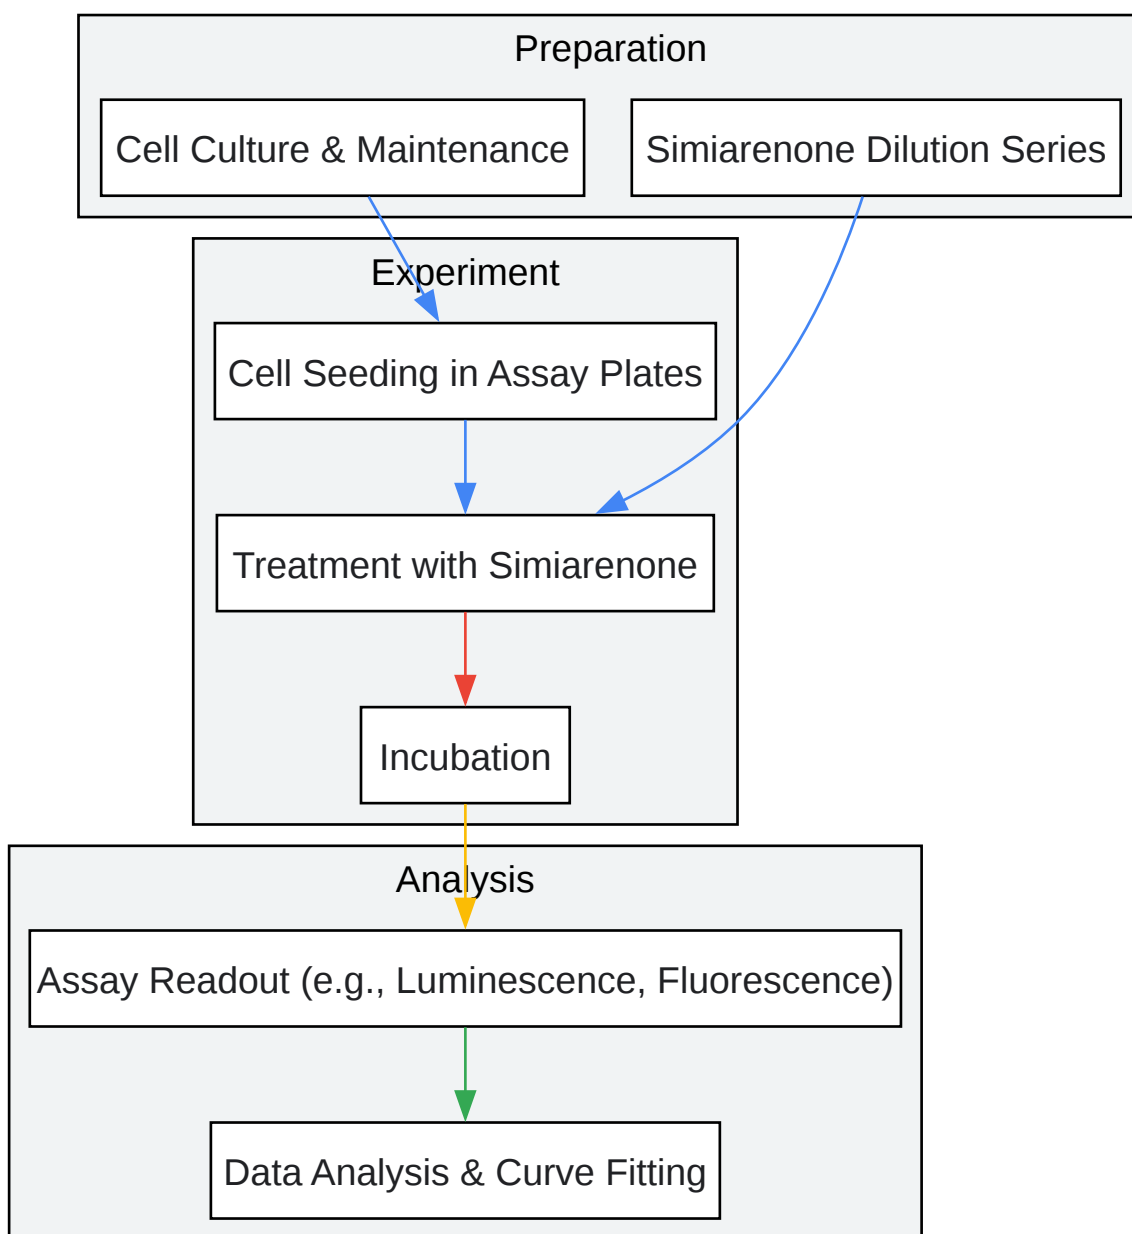 Preparation
Cell Culture & Maintenance
Simiarenone Dilution Series
Experiment
Cell Seeding in Assay Plates
Treatment with Simiarenone
Incubation
Analysis
Assay Readout (e.g., Luminescence, Fluorescence)
Data Analysis & Curve Fitting